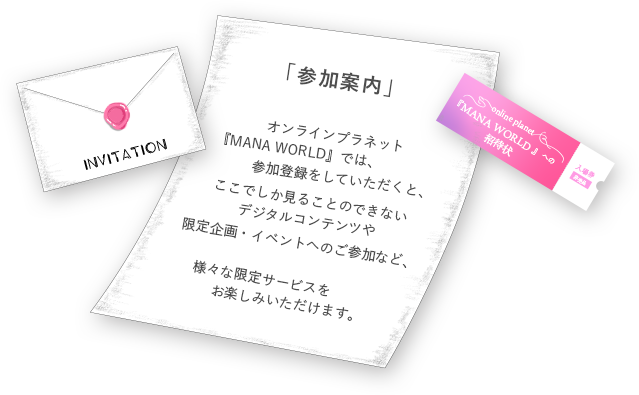 INVITATION
「参加案内」
オンラインプラネット
『MANA WORLD』では、
参加登録をしていただくと、
ここでしか見ることのできない
デジタルコンテンツや
限定企画・イベントへのご参加など、
様々な限定サービスを
お楽しみいただけます。
online planet
『MANA WORLD』への
招待状
入場券